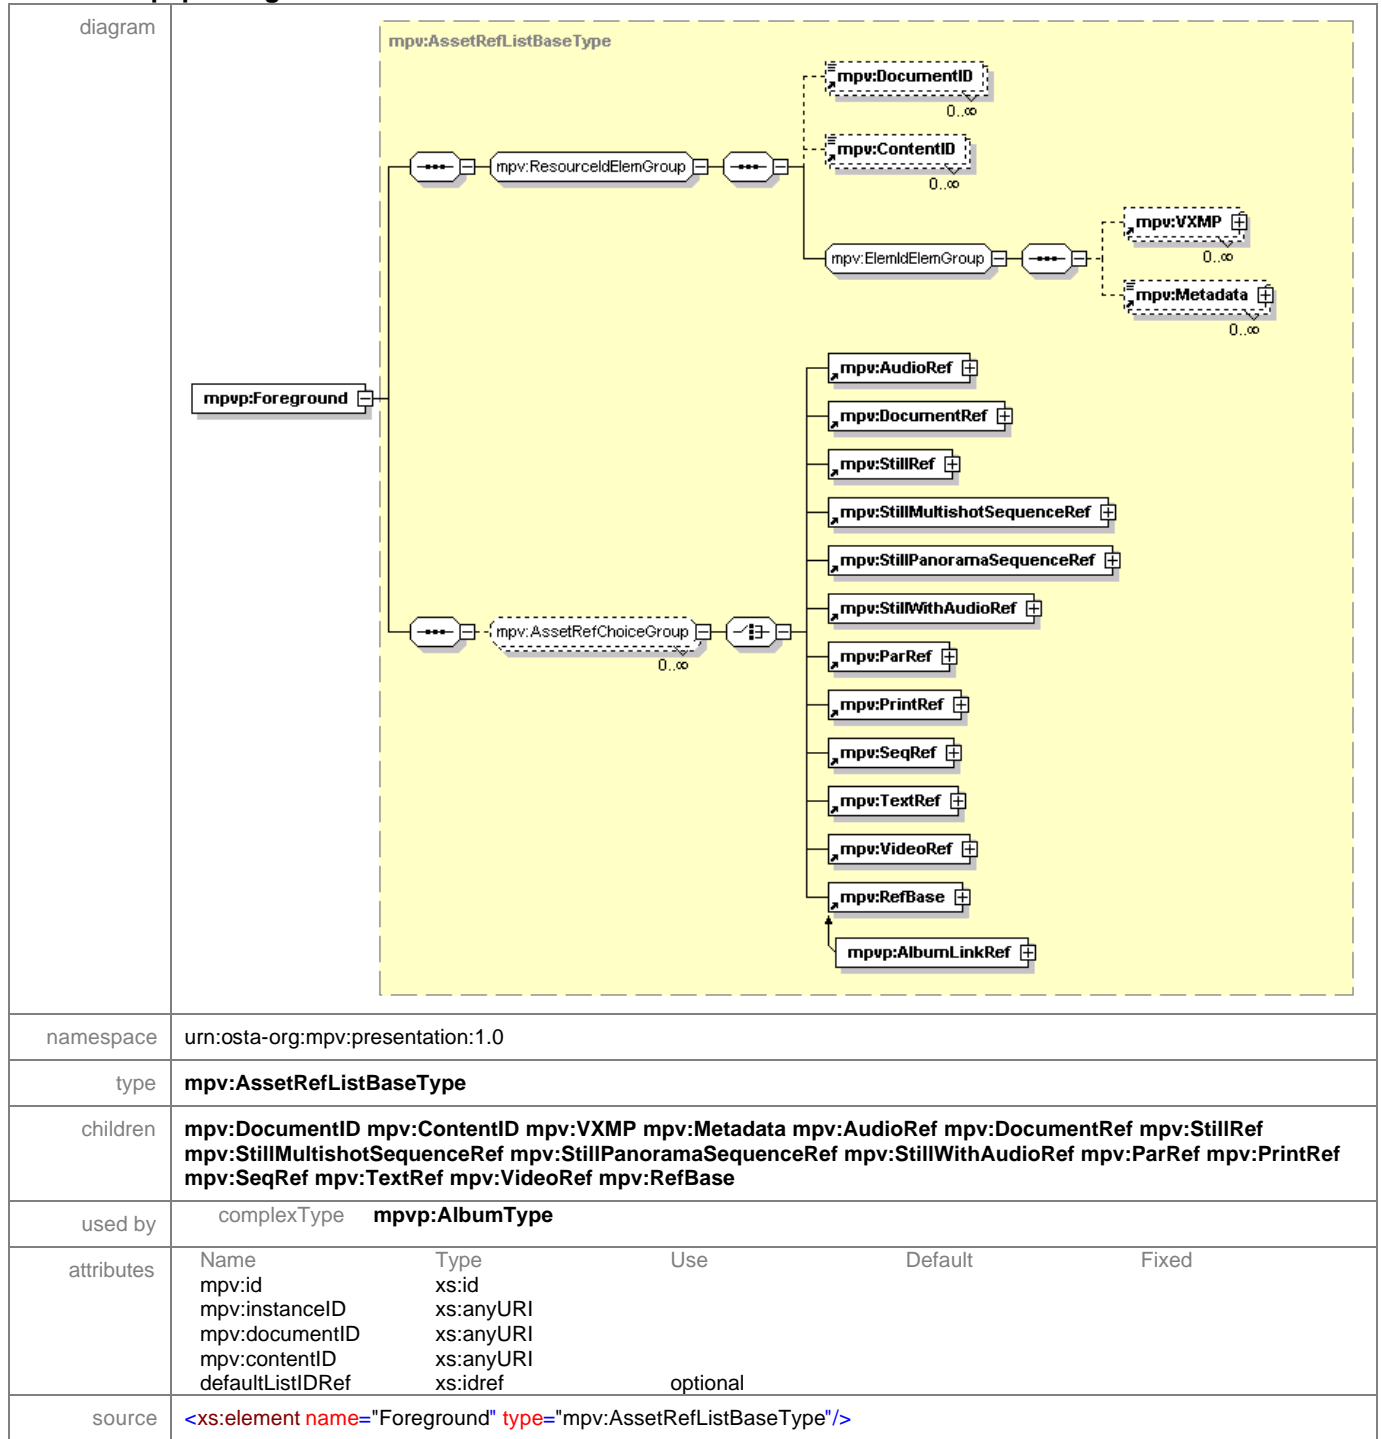 diagram
mpv:AssetRefListBaseType
mpv:DocumentID
0..∞
mpv:ContentID
0..∞
mpv:ResourceIdElemGroup
mpv:VXMP
0..∞
mpv:ElemIdElemGroup
mpv:Metadata
0..∞
mpvp:Foreground
mpv:AudioRef
mpv:DocumentRef
mpv:StillRef
mpv:StillMultishotSequenceRef
mpv:StillPanoramaSequenceRef
mpv:StillWithAudioRef
mpv:AssetRefChoiceGroup
0..∞
mpv:ParRef
mpv:PrintRef
mpv:SeqRef
mpv:TextRef
mpv:VideoRef
mpv:RefBase
mpvp:AlbumLinkRef
namespace urn:osta-org:mpv:presentation:1.0
type mpv:AssetRefListBaseType
children mpv:DocumentID mpv:ContentID mpv:VXMP mpv:Metadata mpv:AudioRef mpv:DocumentRef mpv:StillRef
mpv:StillMultishotSequenceRef mpv:StillPanoramaSequenceRef mpv:StillWithAudioRef mpv:ParRef mpv:PrintRef
mpv:SeqRef mpv:TextRef mpv:VideoRef mpv:RefBase
used by complexType mpvp:AlbumType
attributes Name Type Use Default Fixed
mpv:id xs:id
mpv:instanceID xs:anyURI
mpv:documentID xs:anyURI
mpv:contentID xs:anyURI
defaultListIDRef xs:idref optional
source <xs:element name="Foreground" type="mpv:AssetRefListBaseType"/>